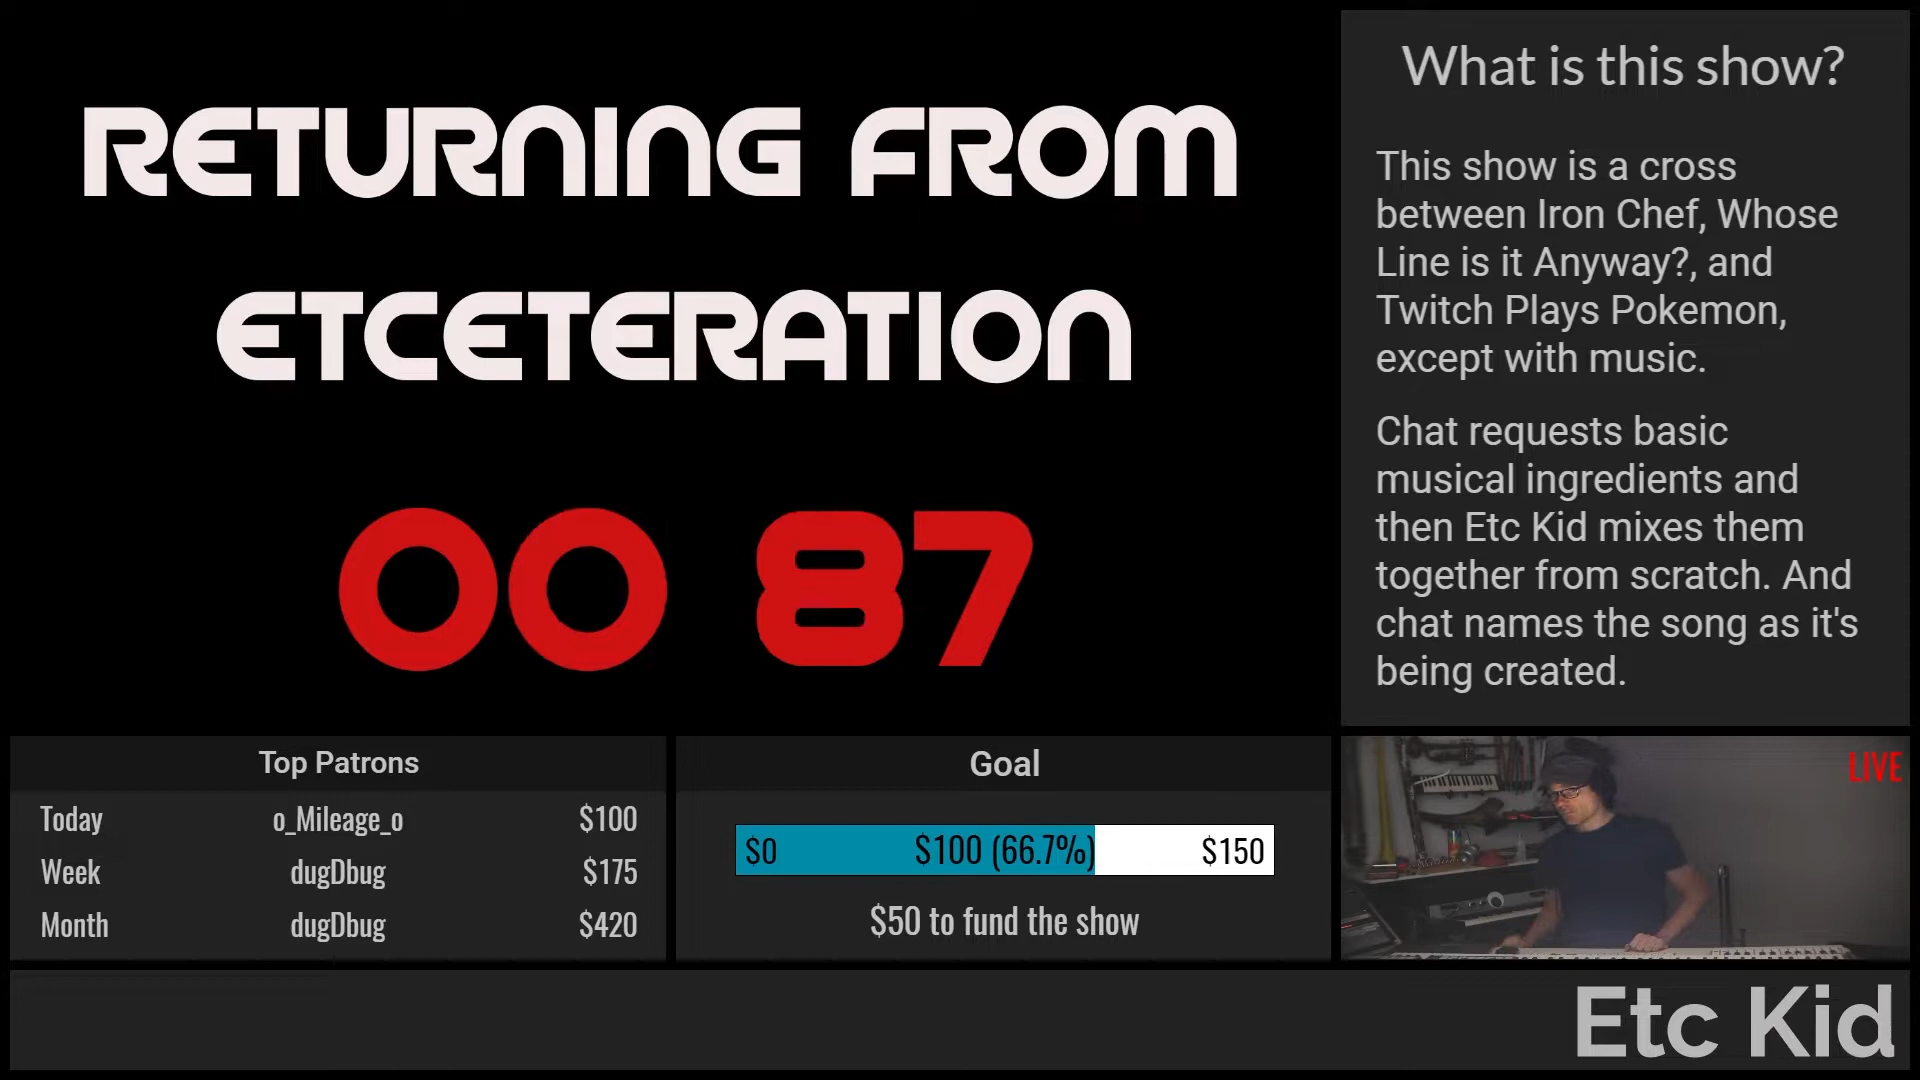 RETURNING FROM
ETCETERATION
00 87
What is this show?
This show is a cross
between Iron Chef, Whose
Line is it Anyway?, and
Twitch Plays Pokemon,
except with music.
Chat requests basic
musical ingredients and
then Etc Kid mixes them
together from scratch. And
chat names the song as it's
being created.
Top Patrons
Today o_Mileage_o $100
Week dugDbug $175
Month dugDbug $420
Goal
$0 $100 (66.7%) $150
$50 to fund the show
LIVE
Etc Kid